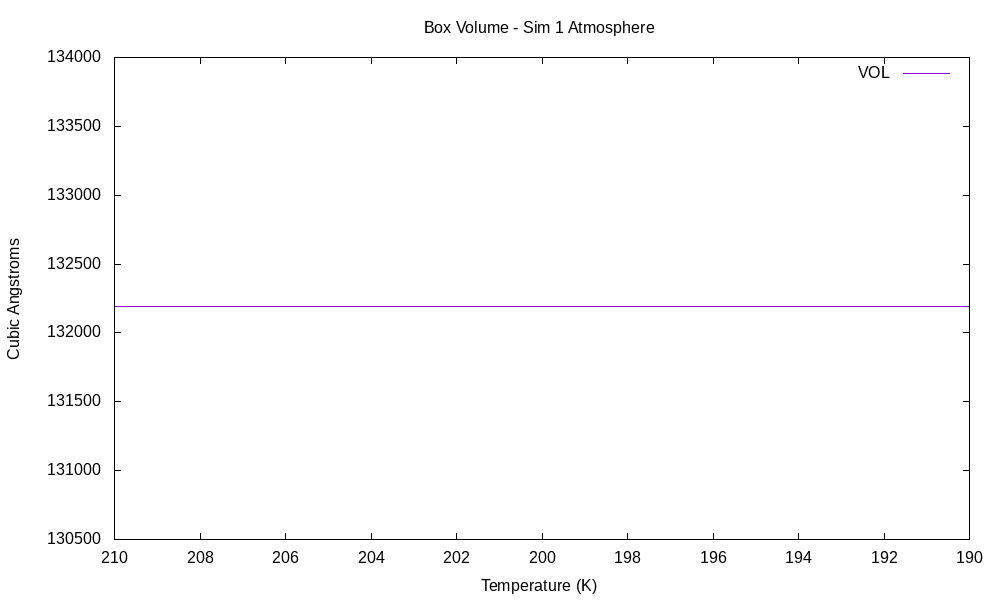 Box Volume - Sim 1 Atmosphere
134000
VOL
133500
133000
132500
132000
131500
131000
130500
Cubic Angstroms
210 208 206 204 202 200 198 196 194 192 190
Temperature (K)